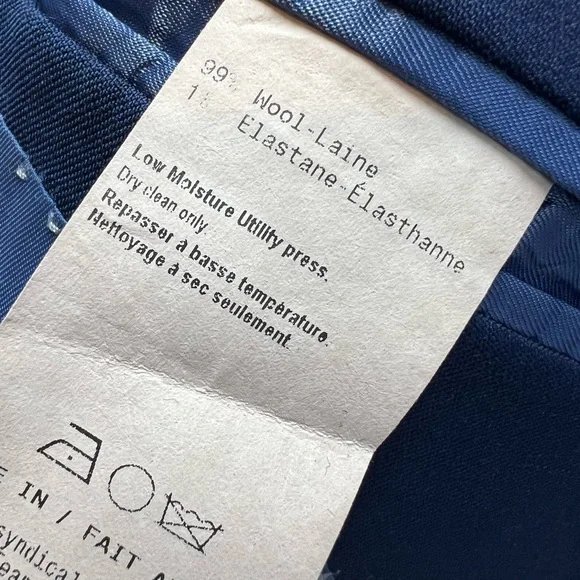 99% Wool-Laine
1% Elastane-Élasthanne
Low Moisture Utility press.
Dry clean only
Repasser à basse température.
Nettoyage à sec seulement.
IN / FAIT
syndical